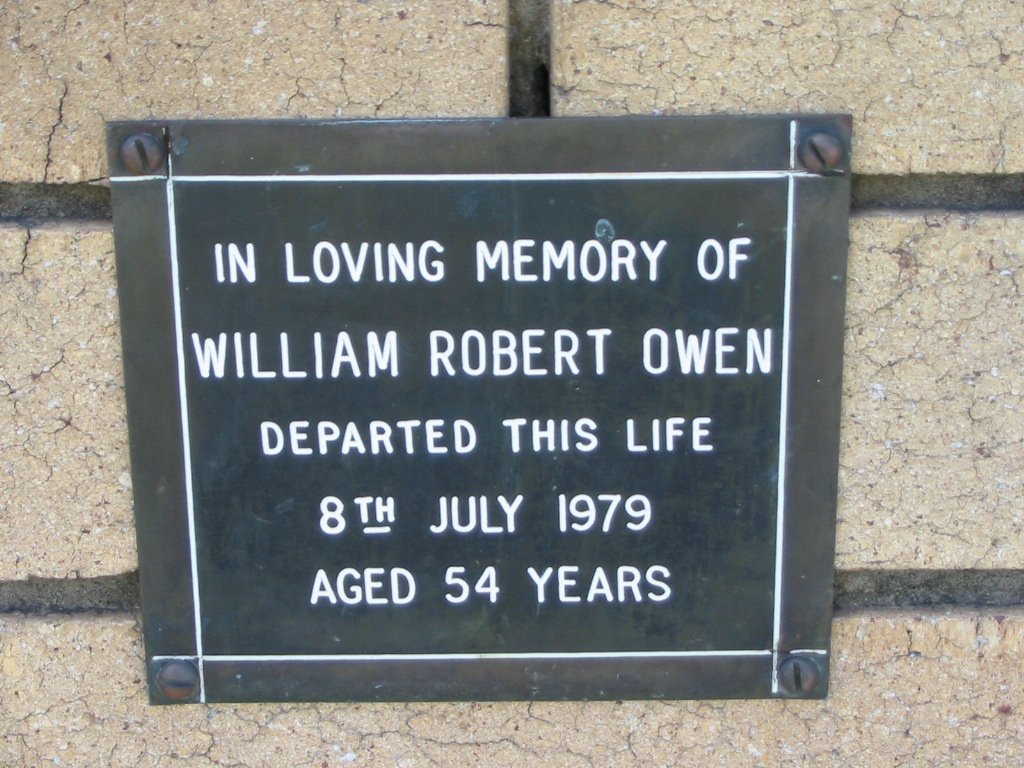 IN LOVING MEMORY OF
WILLIAM ROBERT OWEN
DEPARTED THIS LIFE
8TH JULY 1979
AGED 54 YEARS